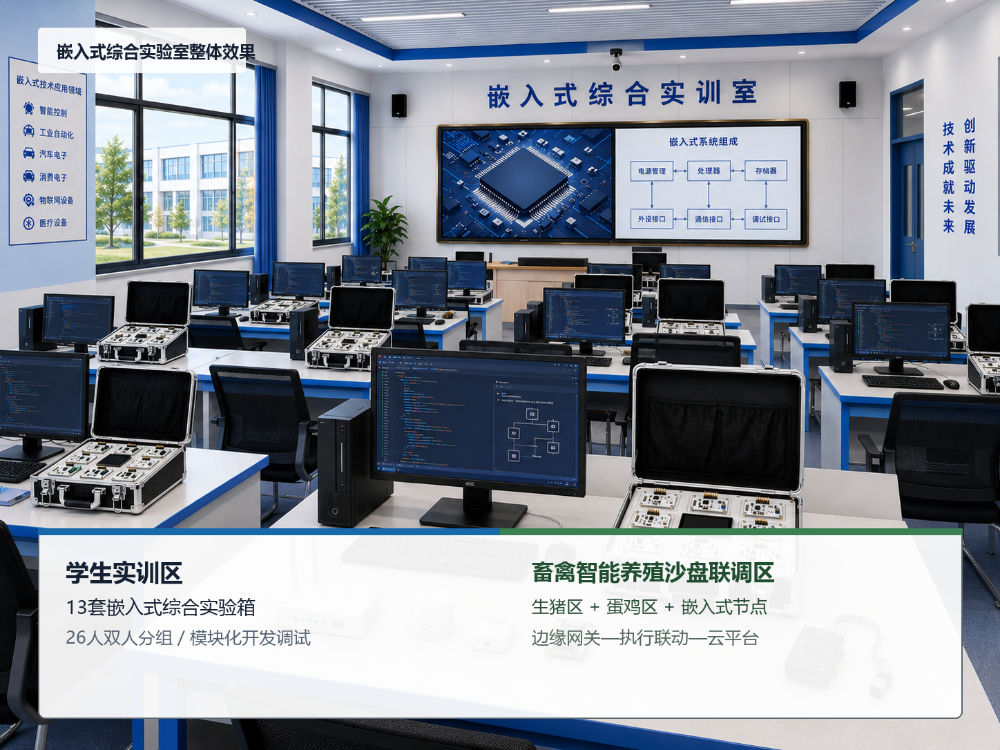 嵌入式综合实验室整体效果
嵌入式技术应用领域
智能控制
工业自动化
汽车电子
消费电子
物联网设备
医疗设备
嵌入式综合实训室
嵌入式系统组成
电源管理
处理器
存储器
外设接口
通信接口
调试接口
创新驱动发展
技术成就未来
AOC
学生实训区
13套嵌入式综合实验箱
26人双人分组 / 模块化开发调试
畜禽智能养殖沙盘联调区
生猪区 + 蛋鸡区 + 嵌入式节点
边缘网关—执行联动—云平台